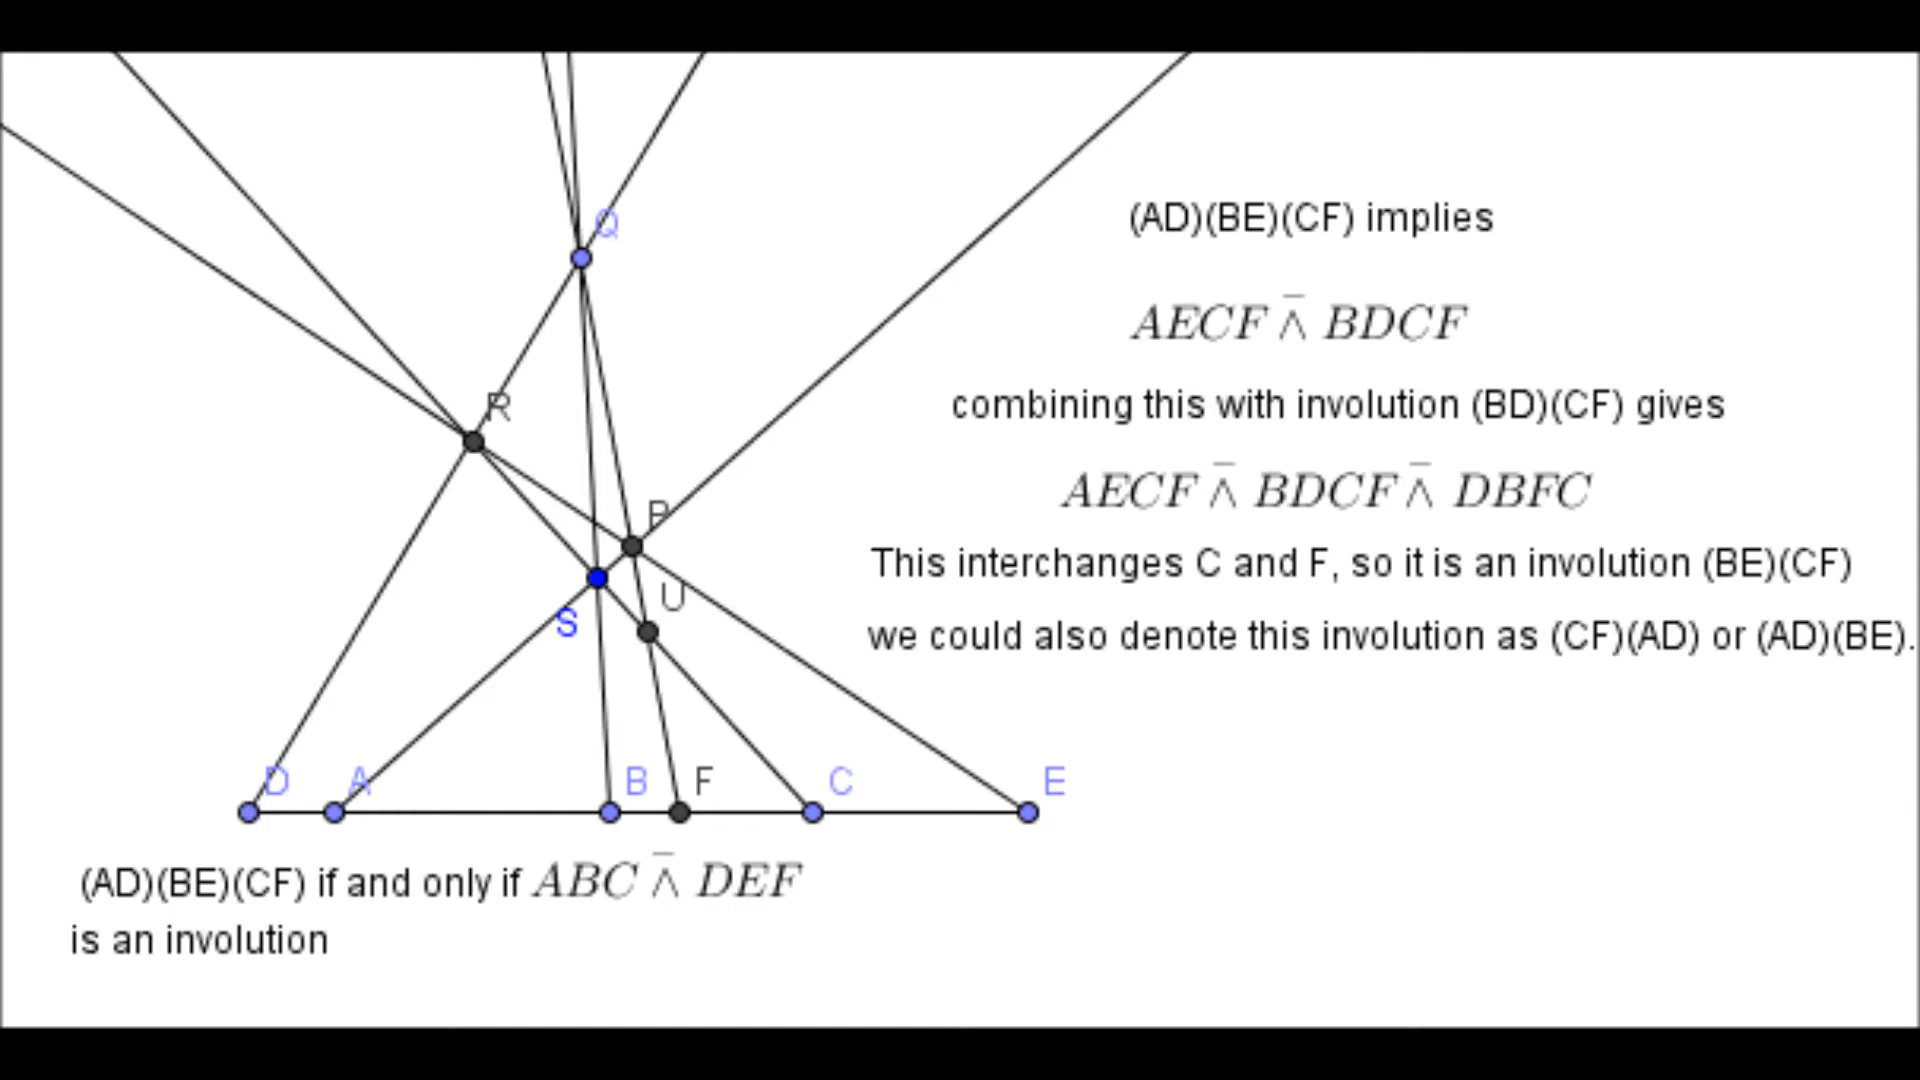 Q
(AD)(BE)(CF) implies
AECF ⊼ BDCF
R
combining this with involution (BD)(CF) gives
AECF ⊼ BDCF ⊼ DBFC
P
This interchanges C and F, so it is an involution (BE)(CF)
U
S
we could also denote this involution as (CF)(AD) or (AD)(BE).
D A B F C E
(AD)(BE)(CF) if and only if ABC ⊼ DEF
is an involution